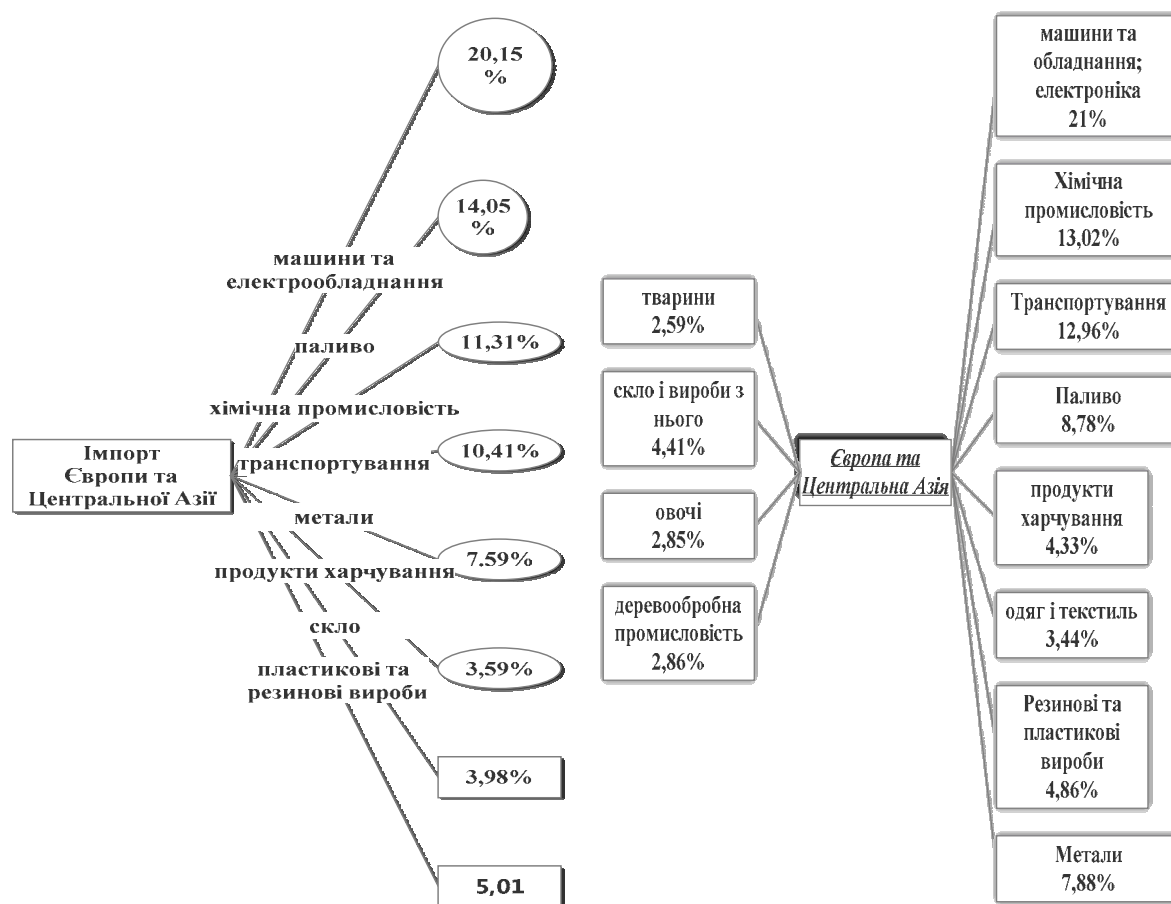 Імпорт
Європи та
Центральної Азії
машини та
електрообладнання
паливо
хімічна промисловість
транспортування
метали
продукти харчування
скло
пластикові та
резинові вироби
20,15
%
14,05
%
11,31%
10,41%
7.59%
3,59%
3,98%
5,01
тварини
2,59%
скло і вироби з
нього
4,41%
овочі
2,85%
деревообробна
промисловість
2,86%
Європа та
Центральна Азія
машини та
обладнання;
електроніка
21%
Хімічна
промисловість
13,02%
Транспортування
12,96%
Паливо
8,78%
продукти
харчування
4,33%
одяг і текстиль
3,44%
Резинові та
пластикові
вироби
4,86%
Метали
7,88%